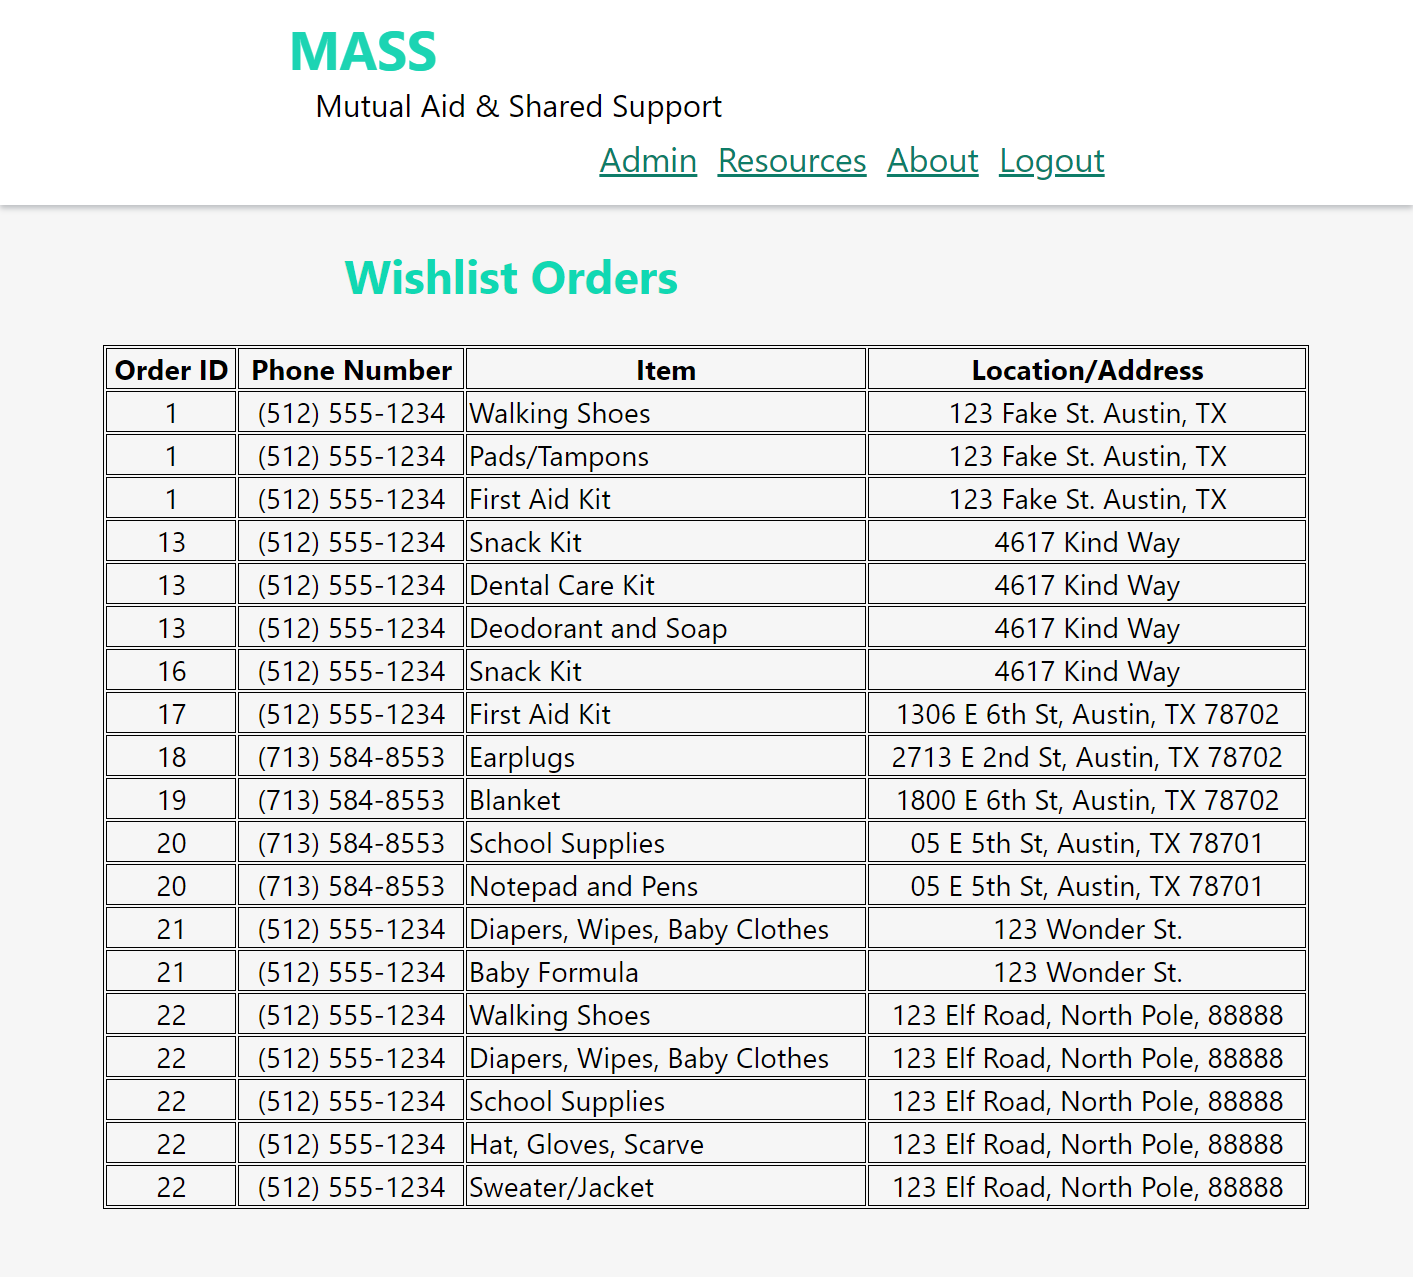 MASS
Mutual Aid & Shared Support
Admin Resources About Logout
Wishlist Orders
Order ID Phone Number Item Location/Address
1 (512) 555-1234 Walking Shoes 123 Fake St. Austin, TX
1 (512) 555-1234 Pads/Tampons 123 Fake St. Austin, TX
1 (512) 555-1234 First Aid Kit 123 Fake St. Austin, TX
13 (512) 555-1234 Snack Kit 4617 Kind Way
13 (512) 555-1234 Dental Care Kit 4617 Kind Way
13 (512) 555-1234 Deodorant and Soap 4617 Kind Way
16 (512) 555-1234 Snack Kit 4617 Kind Way
17 (512) 555-1234 First Aid Kit 1306 E 6th St, Austin, TX 78702
18 (713) 584-8553 Earplugs 2713 E 2nd St, Austin, TX 78702
19 (713) 584-8553 Blanket 1800 E 6th St, Austin, TX 78702
20 (713) 584-8553 School Supplies 05 E 5th St, Austin, TX 78701
20 (713) 584-8553 Notepad and Pens 05 E 5th St, Austin, TX 78701
21 (512) 555-1234 Diapers, Wipes, Baby Clothes 123 Wonder St.
21 (512) 555-1234 Baby Formula 123 Wonder St.
22 (512) 555-1234 Walking Shoes 123 Elf Road, North Pole, 88888
22 (512) 555-1234 Diapers, Wipes, Baby Clothes 123 Elf Road, North Pole, 88888
22 (512) 555-1234 School Supplies 123 Elf Road, North Pole, 88888
22 (512) 555-1234 Hat, Gloves, Scarve 123 Elf Road, North Pole, 88888
22 (512) 555-1234 Sweater/Jacket 123 Elf Road, North Pole, 88888